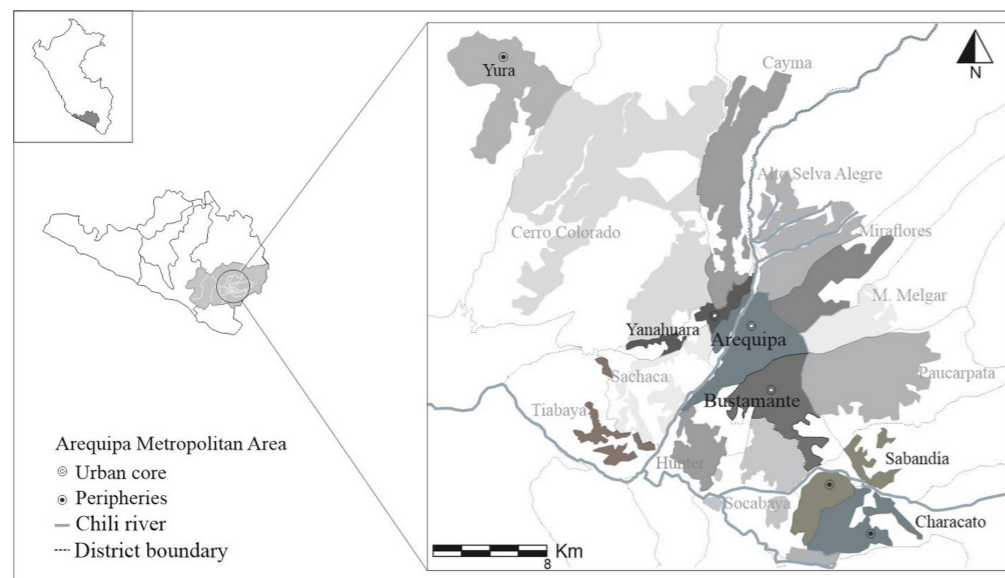 Yura
Cayma
N
Alto Selva Alegre
Cerro Colorado
Miraflores
M. Melgar
Yanahuara
Arequipa
Sachaca
Paucarpata
Tiabaya
Bustamante
Hunter
Sabandía
Socabaya
Characato
Km
8
Arequipa Metropolitan Area
Urban core
Peripheries
Chili river
District boundary